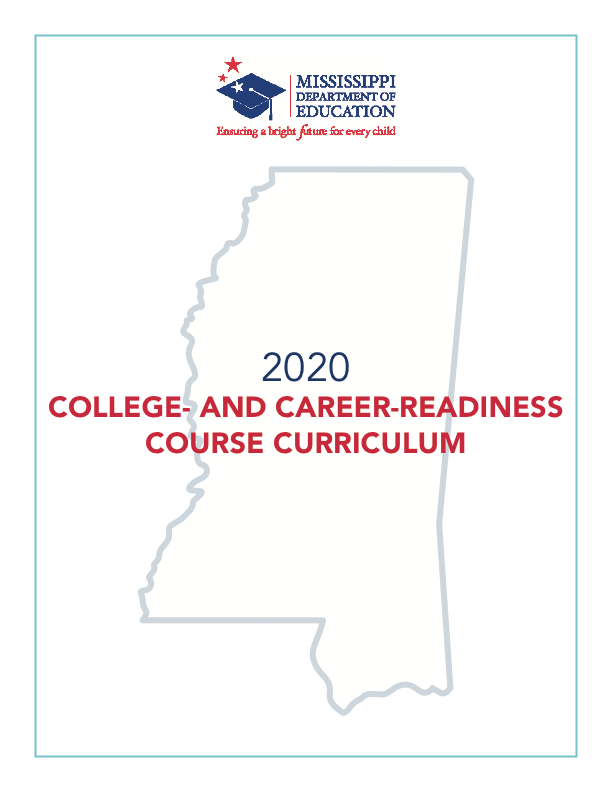 MISSISSIPPI
DEPARTMENT OF
EDUCATION
Ensuring a bright future for every child
2020
COLLEGE- AND CAREER-READINESS
COURSE CURRICULUM